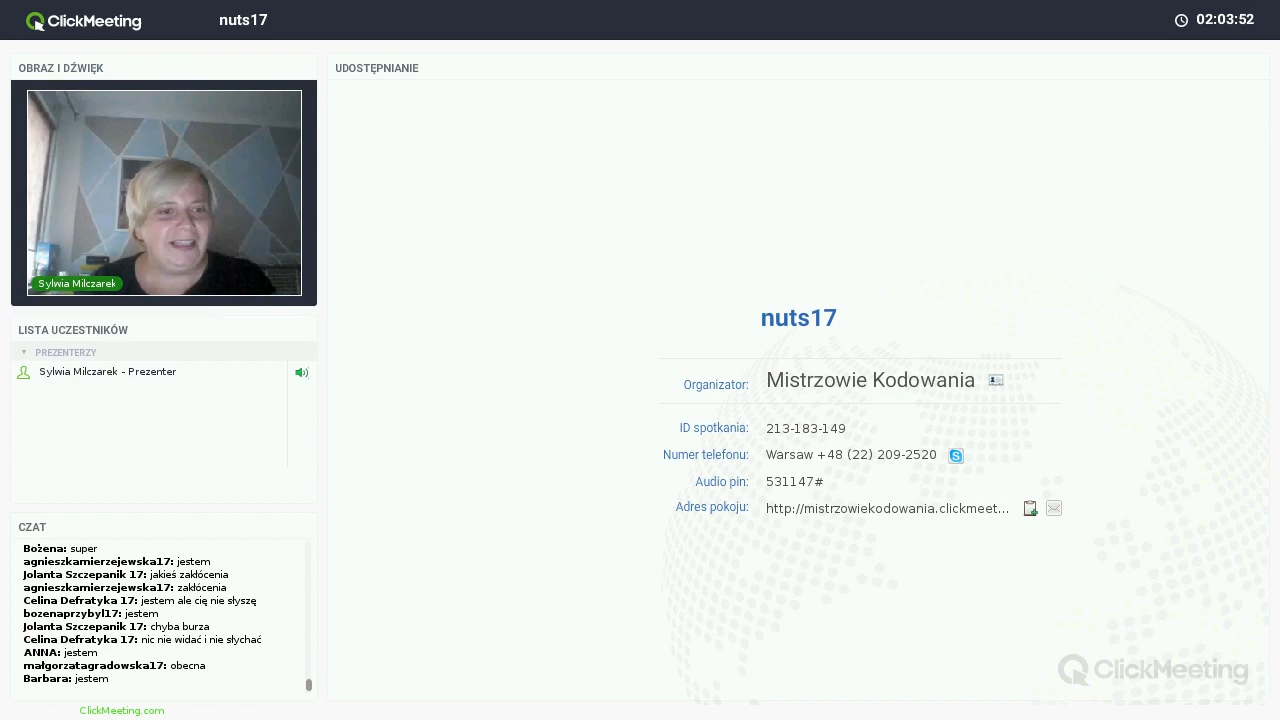 ClickMeeting
nuts17
02:03:52
OBRAZ I DŹWIĘK
UDOSTĘPNIANIE
Sylwia Milczarek
LISTA UCZESTNIKÓW
PREZENTERZY
Sylwia Milczarek - Prezenter
nuts17
Organizator: Mistrzowie Kodowania
ID spotkania: 213-183-149
Numer telefonu: Warsaw +48 (22) 209-2520
Audio pin: 531147#
Adres pokoju: http://mistrzowiekodowania.clickmeet...
CZAT
Bożena: super
agnieszkamierzejewska17: jestem
Jolanta Szczepanik 17: jakieś zakłócenia
agnieszkamierzejewska17: zakłócenia
Celina Defratyka 17: jestem ale cię nie słyszę
bozenaprzybyl17: jestem
Jolanta Szczepanik 17: chyba burza
Celina Defratyka 17: nic nie widać i nie słychać
ANNA: jestem
małgorzatagradowska17: obecna
Barbara: jestem
ClickMeeting
ClickMeeting.com